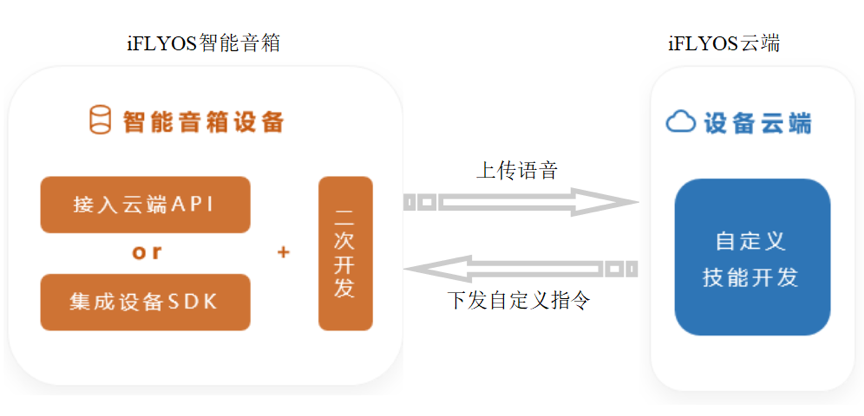 iFLYOS智能音箱
智能音箱设备
接入云端API
or
集成设备SDK
+
二次开发
上传语音
下发自定义指令
iFLYOS云端
设备云端
自定义
技能开发